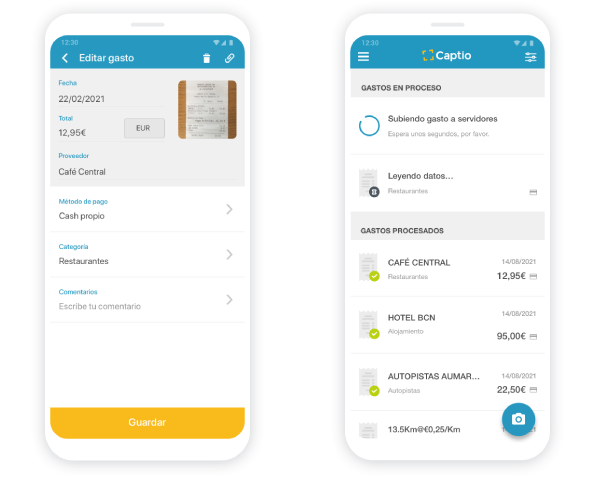 12:30
Editar gasto
Fecha
22/02/2021
Total
12,95€
EUR
Proveedor
Café Central
Método de pago
Cash propio
Categoría
Restaurantes
Comentarios
Escribe tu comentario
Guardar
12:30
Captio
GASTOS EN PROCESO
Subiendo gasto a servidores
Espera unos segundos, por favor.
Leyendo datos...
Restaurantes
GASTOS PROCESADOS
CAFÉ CENTRAL
14/08/2021
Restaurantes
12,95€
HOTEL BCN
14/08/2021
Alojamiento
95,00€
AUTOPISTAS AUMAR...
14/08/2021
Autopistas
22,50€
13.5Km@€0,25/Km